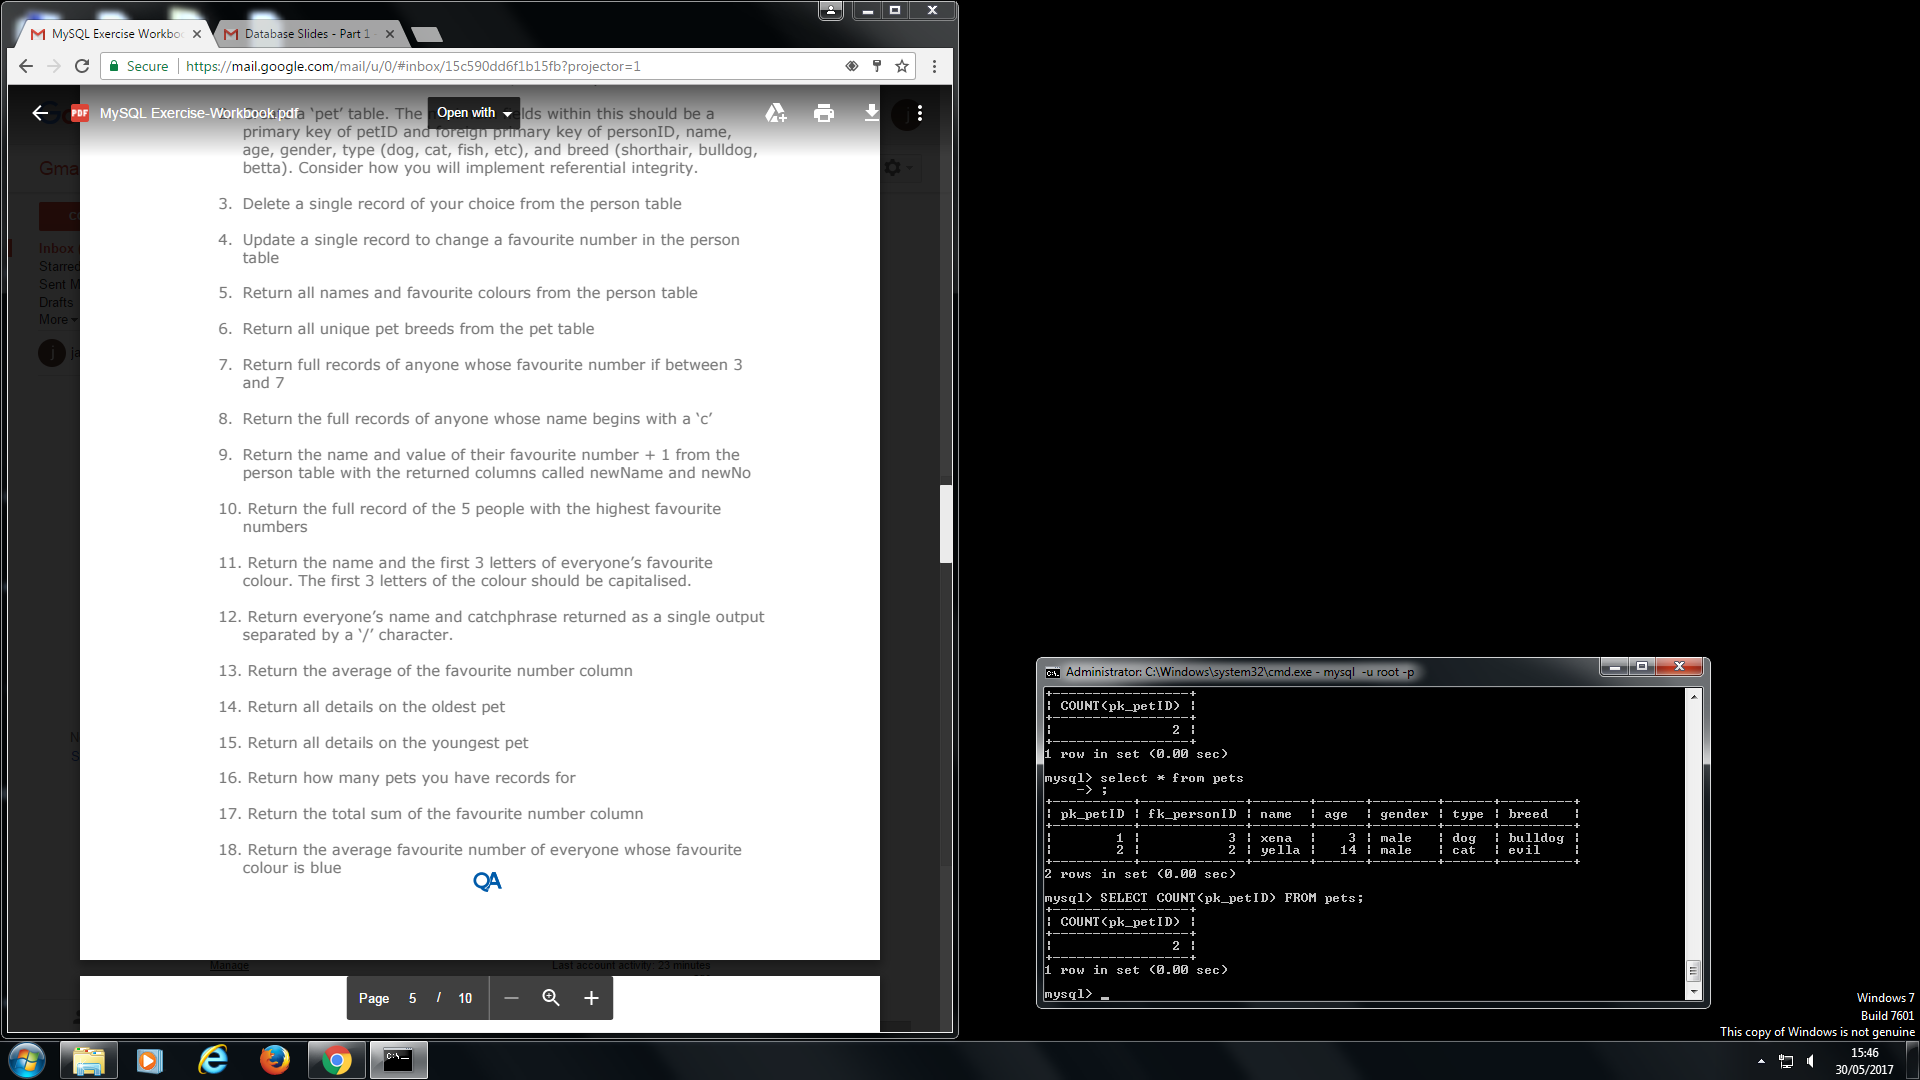 MySQL Exercise Workbo
Database Slides - Part 1
Secure
https://mail.google.com/mail/u/0/#inbox/15c590dd6f1b15fb?projector=1
MySQL Exercise-Workbook.pdf
Open with
PDF
a 'pet' table. The fields within this should be a
primary key of petID and foreign primary key of personID, name,
age, gender, type (dog, cat, fish, etc), and breed (shorthair, bulldog,
betta). Consider how you will implement referential integrity.
3. Delete a single record of your choice from the person table
4. Update a single record to change a favourite number in the person
table
5. Return all names and favourite colours from the person table
6. Return all unique pet breeds from the pet table
7. Return full records of anyone whose favourite number if between 3
and 7
8. Return the full records of anyone whose name begins with a 'c'
9. Return the name and value of their favourite number + 1 from the
person table with the returned columns called newName and newNo
10. Return the full record of the 5 people with the highest favourite
numbers
11. Return the name and the first 3 letters of everyone's favourite
colour. The first 3 letters of the colour should be capitalised.
12. Return everyone's name and catchphrase returned as a single output
separated by a '/' character.
13. Return the average of the favourite number column
14. Return all details on the oldest pet
15. Return all details on the youngest pet
16. Return how many pets you have records for
17. Return the total sum of the favourite number column
18. Return the average favourite number of everyone whose favourite
colour is blue
QA
Gma
Inbox
Starred
Sent M
Drafts
More
j
ja
j
Manage
Last account activity: 23 minutes
Page 5 / 10
Administrator: C:\Windows\system32\cmd.exe - mysql -u root -p
+------------------+
| COUNT(pk_petID) |
+------------------+
| 2 |
+------------------+
1 row in set (0.00 sec)
mysql> select * from pets
-> ;
| pk_petID | fk_personID | name | age | gender | type | breed |
| 1 | 3 | xena | 3 | male | dog | bulldog |
| 2 | 2 | yella | 14 | male | cat | evil |
2 rows in set (0.00 sec)
mysql> SELECT COUNT(pk_petID) FROM pets;
+------------------+
| COUNT(pk_petID) |
+------------------+
| 2 |
+------------------+
1 row in set (0.00 sec)
mysql> _
Windows 7
Build 7601
This copy of Windows is not genuine
15:46
30/05/2017